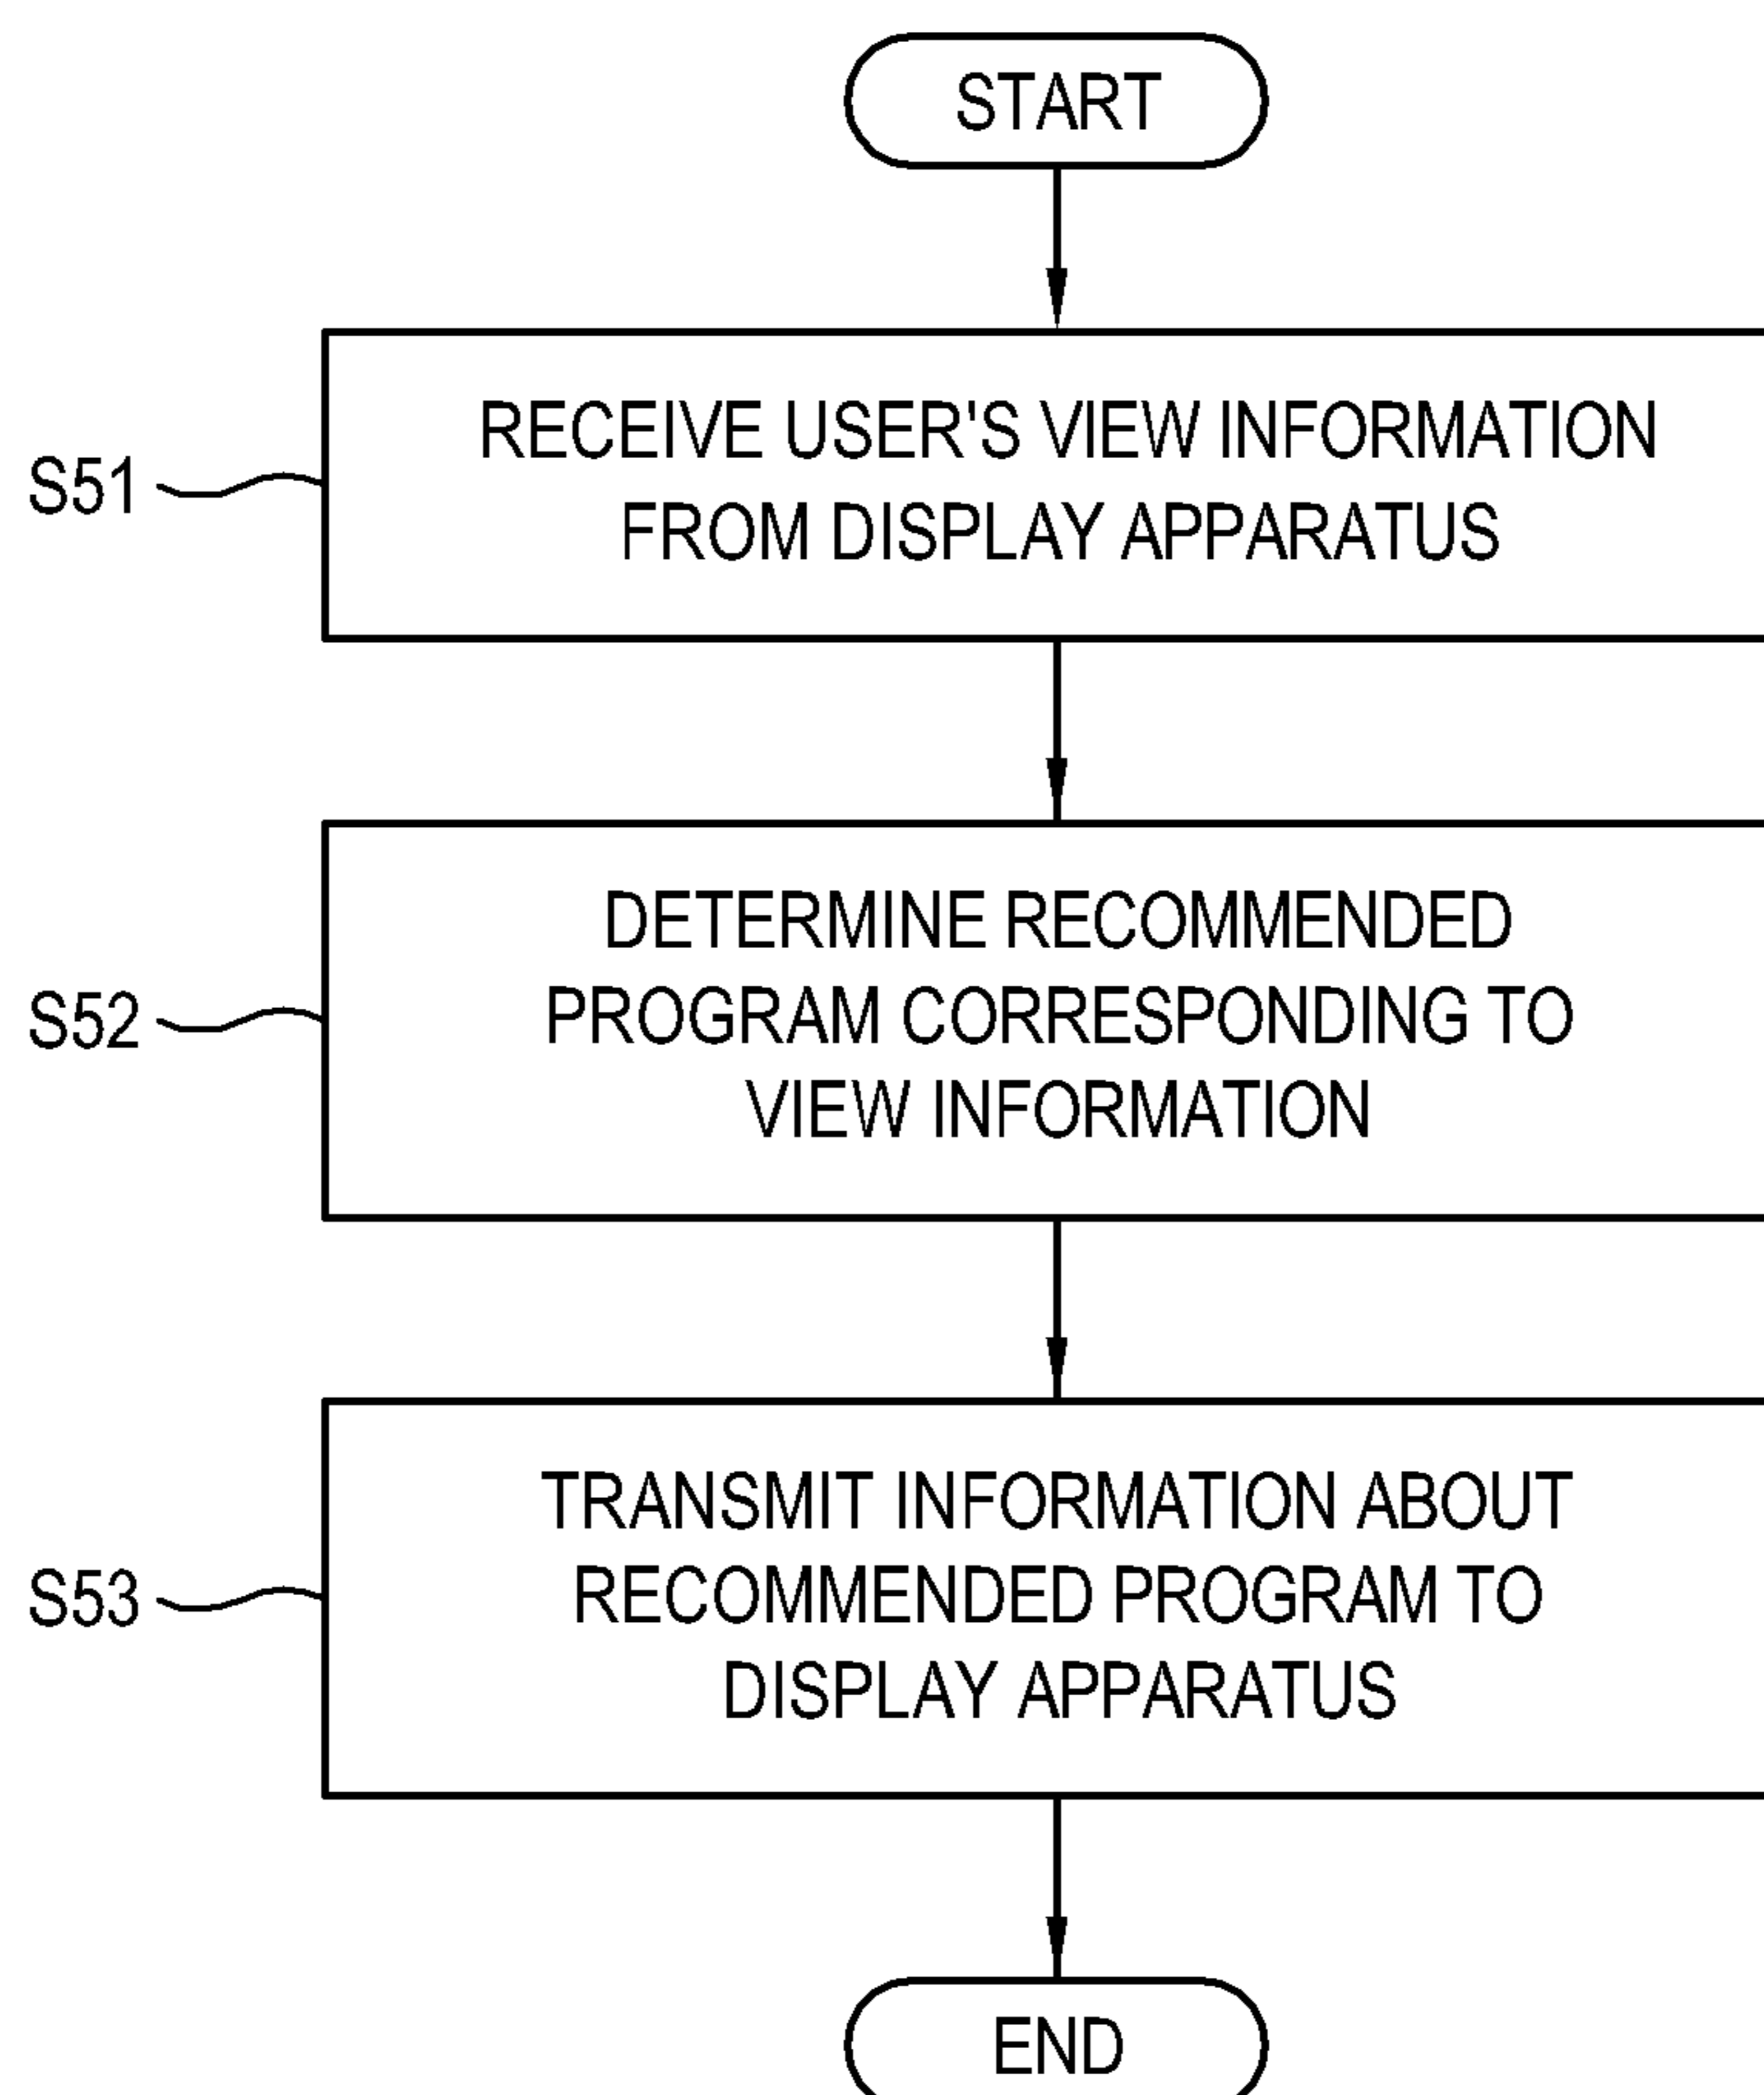 START
S51
RECEIVE USER'S VIEW INFORMATION
FROM DISPLAY APPARATUS
S52
DETERMINE RECOMMENDED
PROGRAM CORRESPONDING TO
VIEW INFORMATION
S53
TRANSMIT INFORMATION ABOUT
RECOMMENDED PROGRAM TO
DISPLAY APPARATUS
END